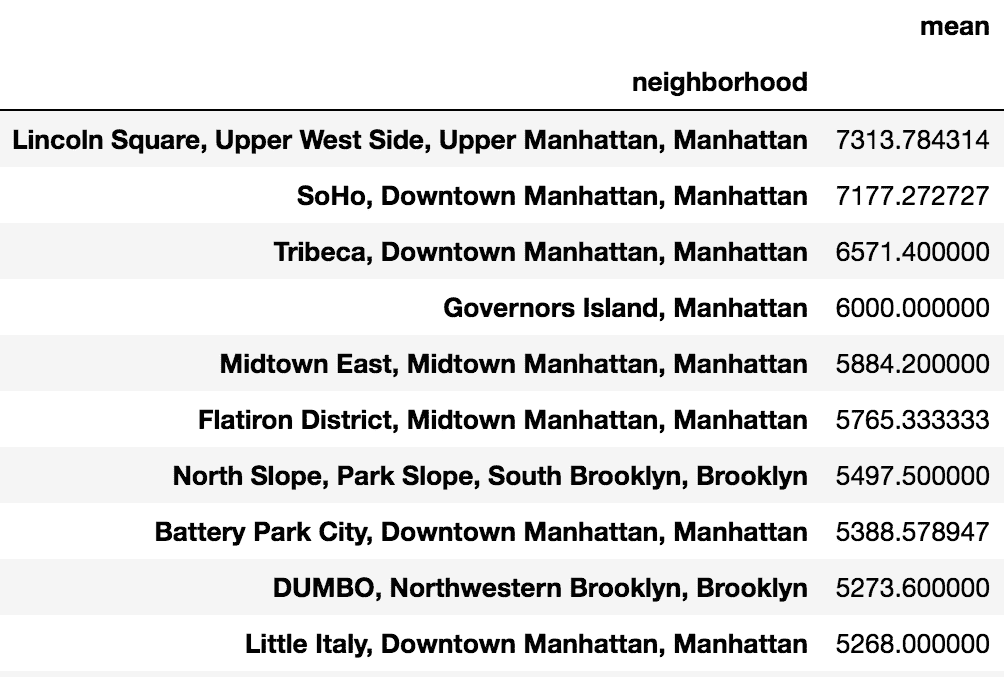 mean
neighborhood
Lincoln Square, Upper West Side, Upper Manhattan, Manhattan 7313.784314
SoHo, Downtown Manhattan, Manhattan 7177.272727
Tribeca, Downtown Manhattan, Manhattan 6571.400000
Governors Island, Manhattan 6000.000000
Midtown East, Midtown Manhattan, Manhattan 5884.200000
Flatiron District, Midtown Manhattan, Manhattan 5765.333333
North Slope, Park Slope, South Brooklyn, Brooklyn 5497.500000
Battery Park City, Downtown Manhattan, Manhattan 5388.578947
DUMBO, Northwestern Brooklyn, Brooklyn 5273.600000
Little Italy, Downtown Manhattan, Manhattan 5268.000000